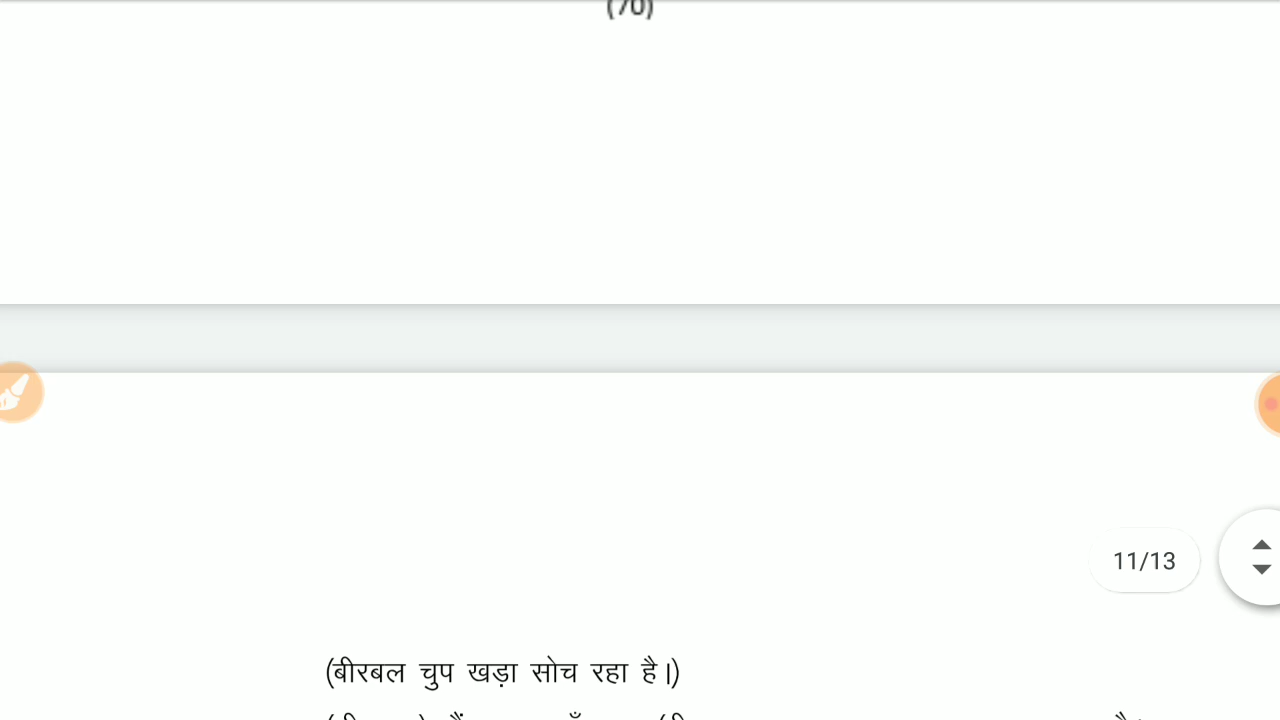 (70)
11/13
(बीरबल चुप खड़ा सोच रहा है।)